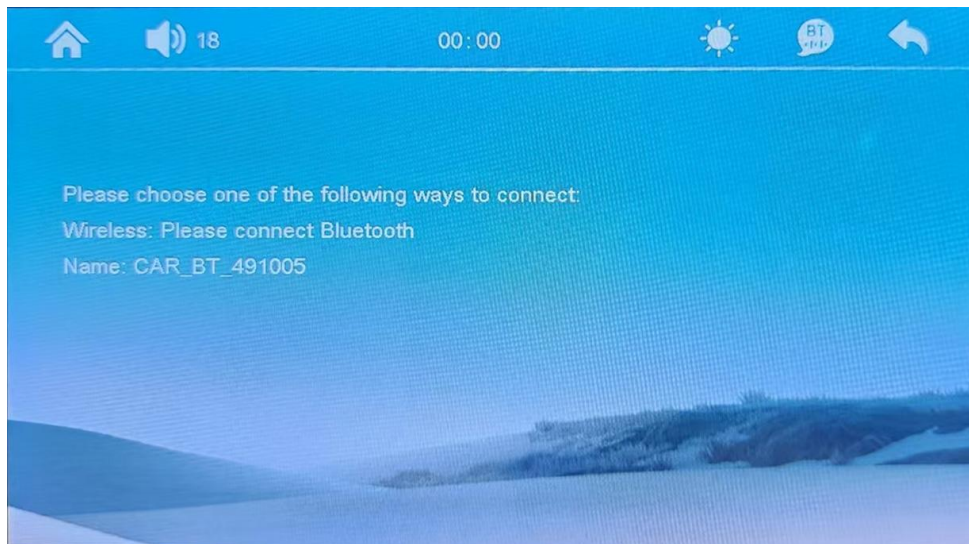 18
00:00
BT
Please choose one of the following ways to connect:
Wireless: Please connect Bluetooth
Name: CAR_BT_491005